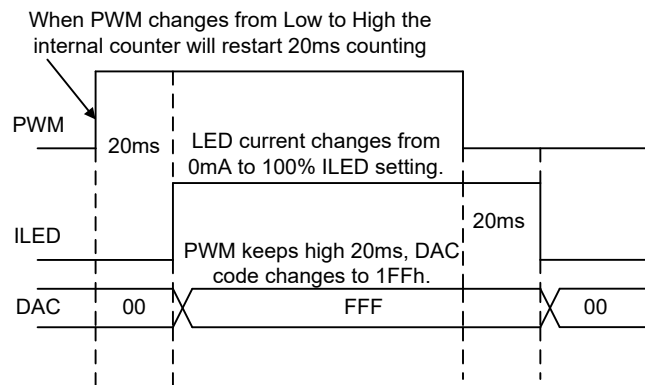 When PWM changes from Low to High the
internal counter will restart 20ms counting
PWM
20ms
LED current changes from
0mA to 100% ILED setting.
20ms
ILED
PWM keeps high 20ms, DAC
code changes to 1FFh.
DAC
00
FFF
00